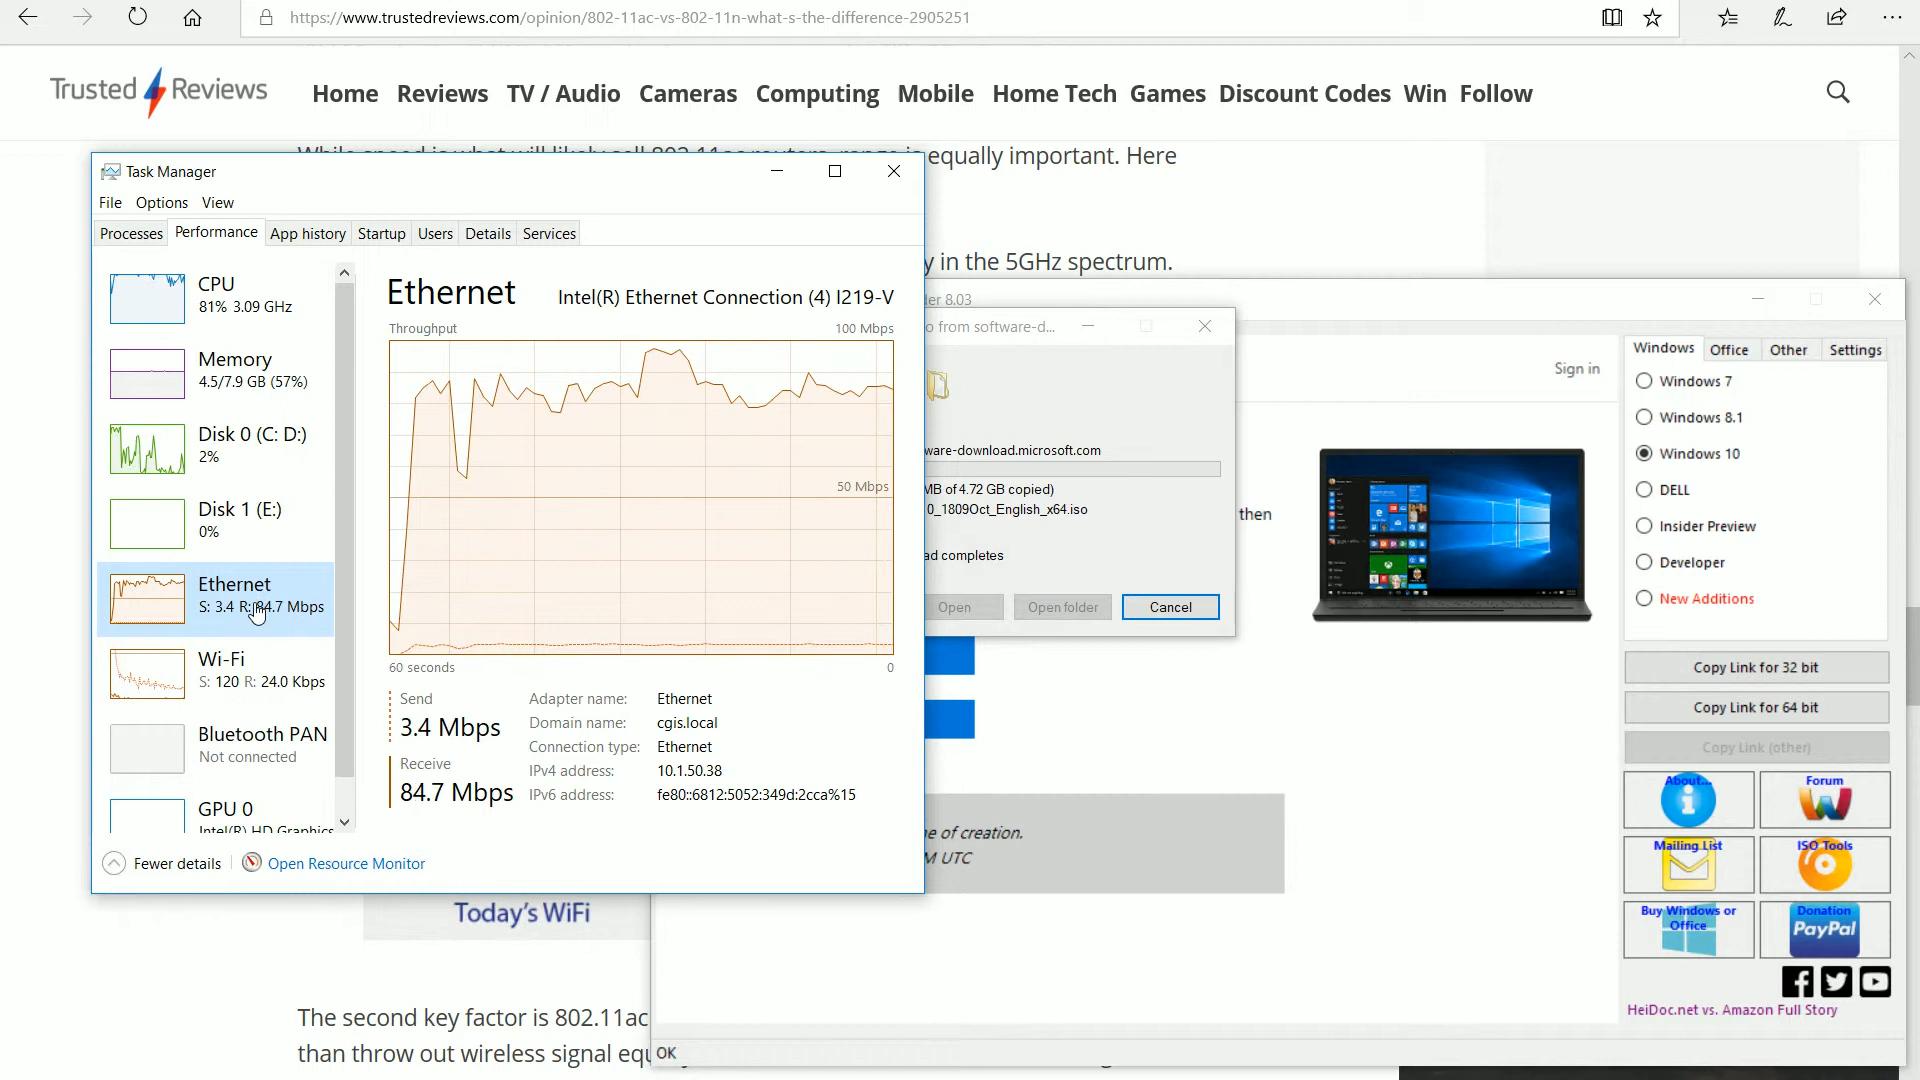 https://www.trustedreviews.com/opinion/802-11ac-vs-802-11n-what-s-the-difference-2905251
Trusted Reviews
Home Reviews TV / Audio Cameras Computing Mobile Home Tech Games Discount Codes Win Follow
equally important. Here
Task Manager
File Options View
Processes Performance App history Startup Users Details Services
CPU
81% 3.09 GHz
Memory
4.5/7.9 GB (57%)
Disk 0 (C: D:)
2%
Disk 1 (E:)
0%
Ethernet
S: 3.4 R: 84.7 Mbps
Wi-Fi
S: 120 R: 24.0 Kbps
Bluetooth PAN
Not connected
GPU 0
Intel(R) HD Graphics
Ethernet
Intel(R) Ethernet Connection (4) I219-V
Throughput
100 Mbps
50 Mbps
60 seconds
0
Send
3.4 Mbps
Receive
84.7 Mbps
Adapter name: Ethernet
Domain name: cgis.local
Connection type: Ethernet
IPv4 address: 10.1.50.38
IPv6 address: fe80::6812:5052:349d:2cca%15
Fewer details
Open Resource Monitor
y in the 5GHz spectrum.
der 8.03
o from software-d...
ware-download.microsoft.com
MB of 4.72 GB copied)
0_1809Oct_English_x64.iso
ad completes
Open
Open folder
Cancel
Sign in
then
e of creation.
M UTC
Windows Office Other Settings
Windows 7
Windows 8.1
Windows 10
DELL
Insider Preview
Developer
New Additions
Copy Link for 32 bit
Copy Link for 64 bit
Copy Link (other)
About...
Forum
Mailing List
ISO Tools
Buy Windows or
Office
Donation
PayPal
HeiDoc.net vs. Amazon Full Story
OK
Today's WiFi
The second key factor is 802.11ac
than throw out wireless signal equ